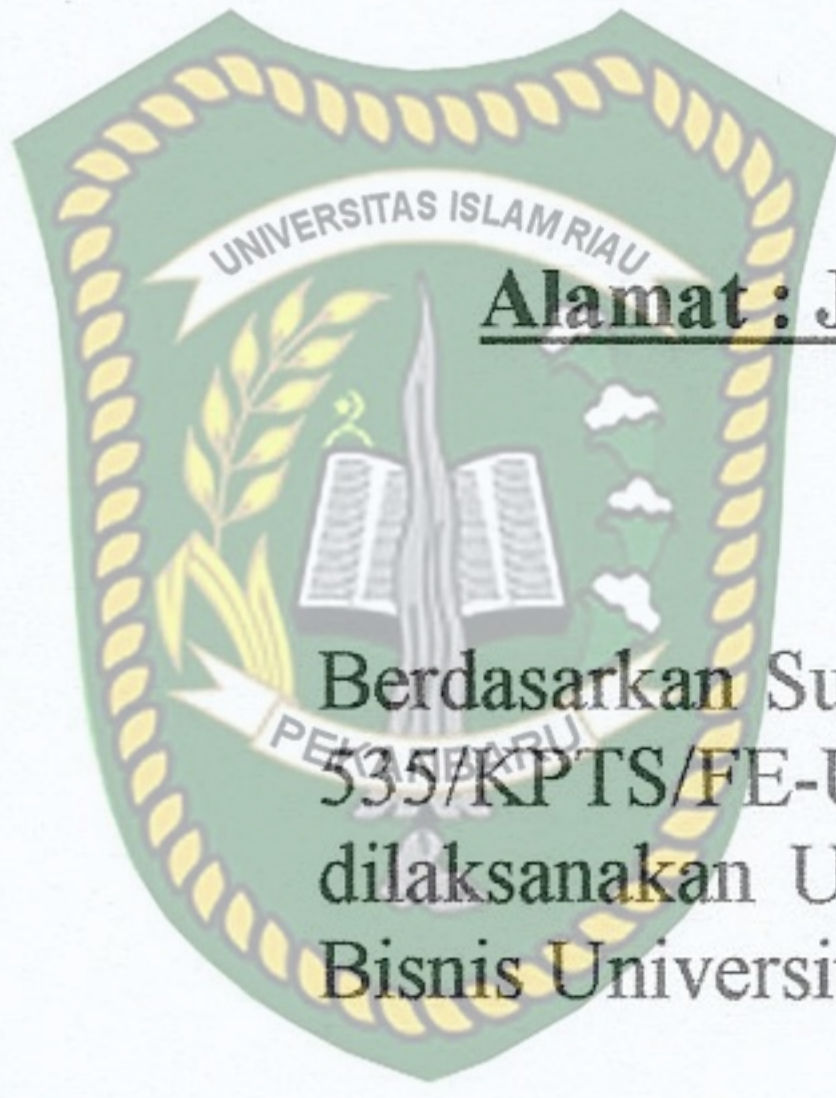 UNIVERSITAS ISLAM RIAU
Alamat : J
Berdasarkan Su
PEKANBARU
535/KPTS/FE-U
dilaksanakan U
Bisnis Universit